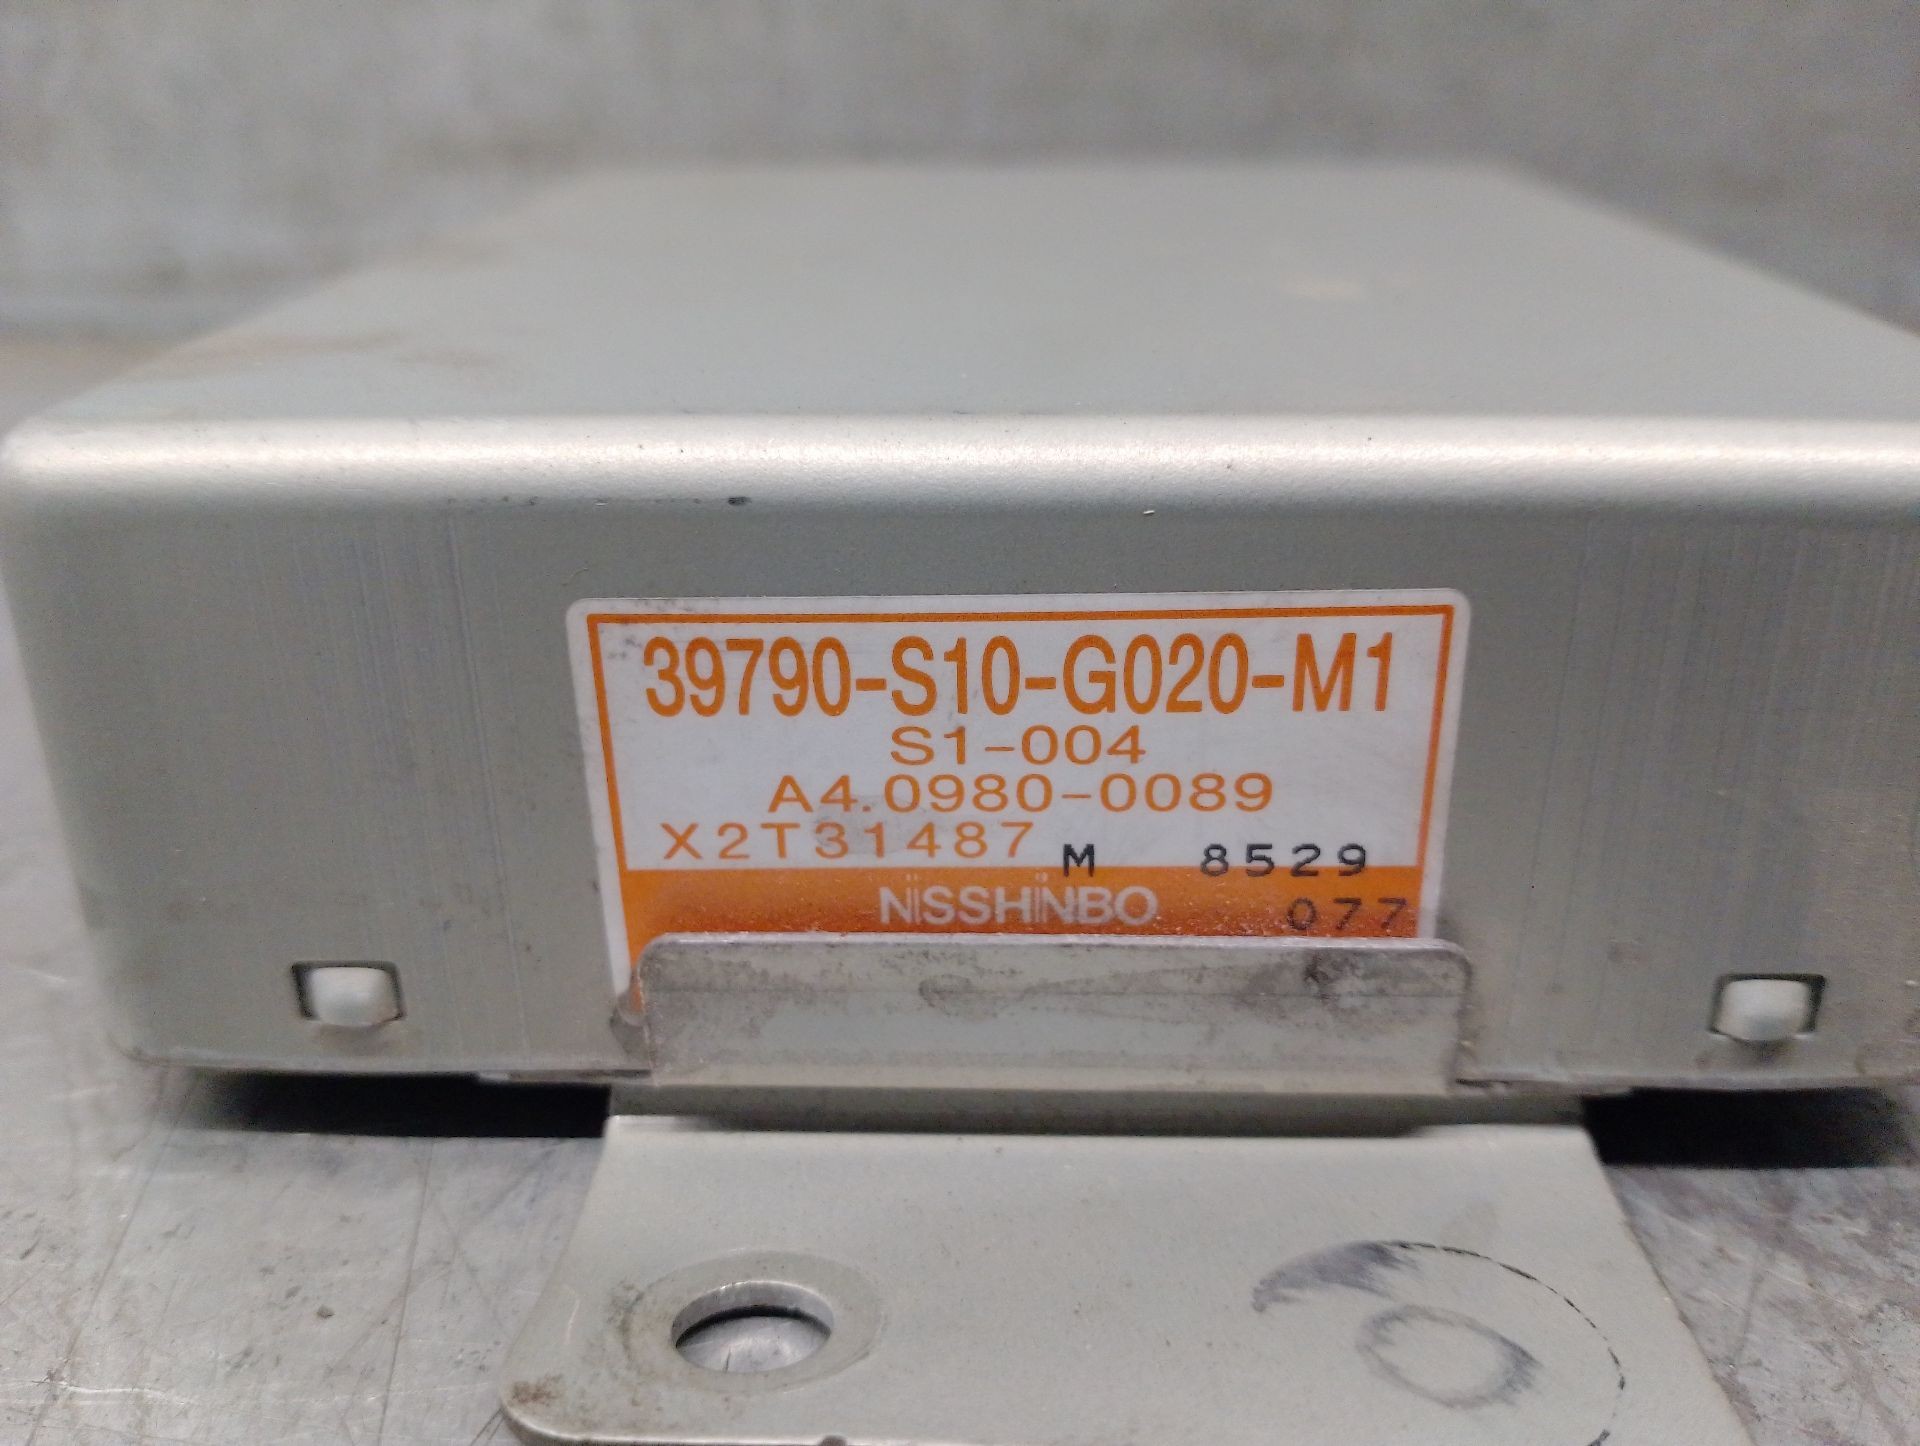 39790-S10-G020-M1
S1-004
A4.0980-0089
X2T31487 M 8529
NISSHINBO 077